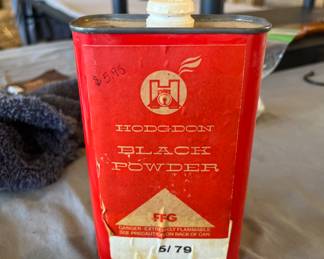 $5.95
H
HODGDON
BLACK
POWDER
FFG
DANGER-EXTREMELY FLAMMABLE
SEE PRECAUTIONS ON BACK OF CAN
5/79